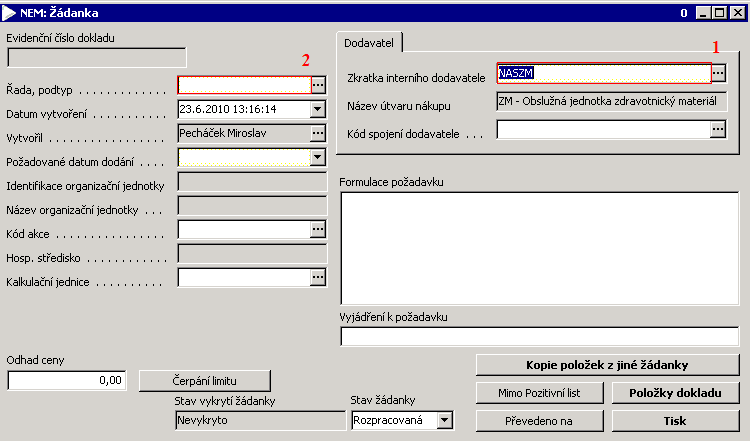 NEM: Žádanka 0
Evidenční číslo dokladu
2
Řada, podtyp . . . . . . . . . . . . .
Datum vytvoření . . . . . . . . . . 23.6.2010 13:16:14
Vytvořil . . . . . . . . . . . . . . . . . . Pecháček Miroslav
Požadované datum dodání . .
Identifikace organizační jednotky
Název organizační jednotky . . .
Kód akce . . . . . . . . . . . . . . . . .
Hosp. středisko . . . . . . . . . . . .
Kalkulační jednice . . . . . . . . . .
Dodavatel
1
Zkratka interního dodavatele NASZM
Název útvaru nákupu ZM - Obslužná jednotka zdravotnický materiál
Kód spojení dodavatele . . .
Formulace požadavku
Vyjádření k požadavku
Odhad ceny
0,00 Čerpání limitu
Stav vykrytí žádanky Stav žádanky
Nevykryto Rozpracovaná
Kopie položek z jiné žádanky
Mimo Pozitivní list Položky dokladu
Převedeno na Tisk